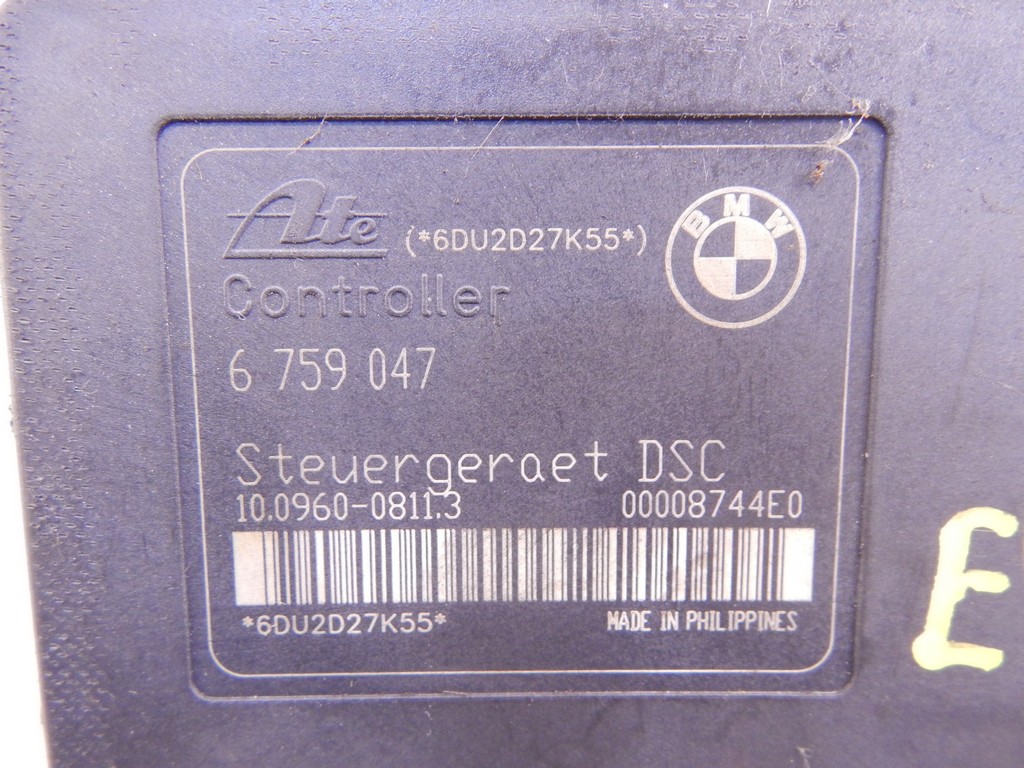 Ate (*6DU2D27K55*) BMW
Controller
6 759 047
Steuergeraet DSC
10.0960-0811.3 00008744E0
*6DU2D27K55* MADE IN PHILIPPINES
E